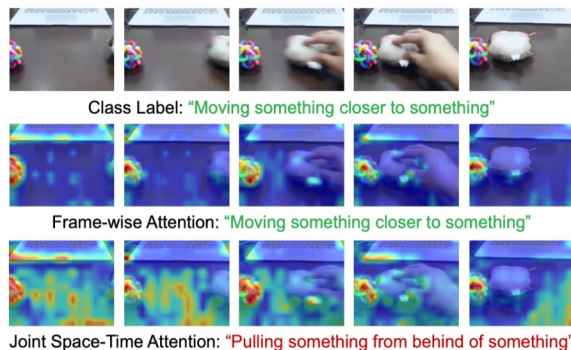 Class Label: “Moving something closer to something”
Frame-wise Attention: “Moving something closer to something”
Joint Space-Time Attention: “Pulling something from behind of something”